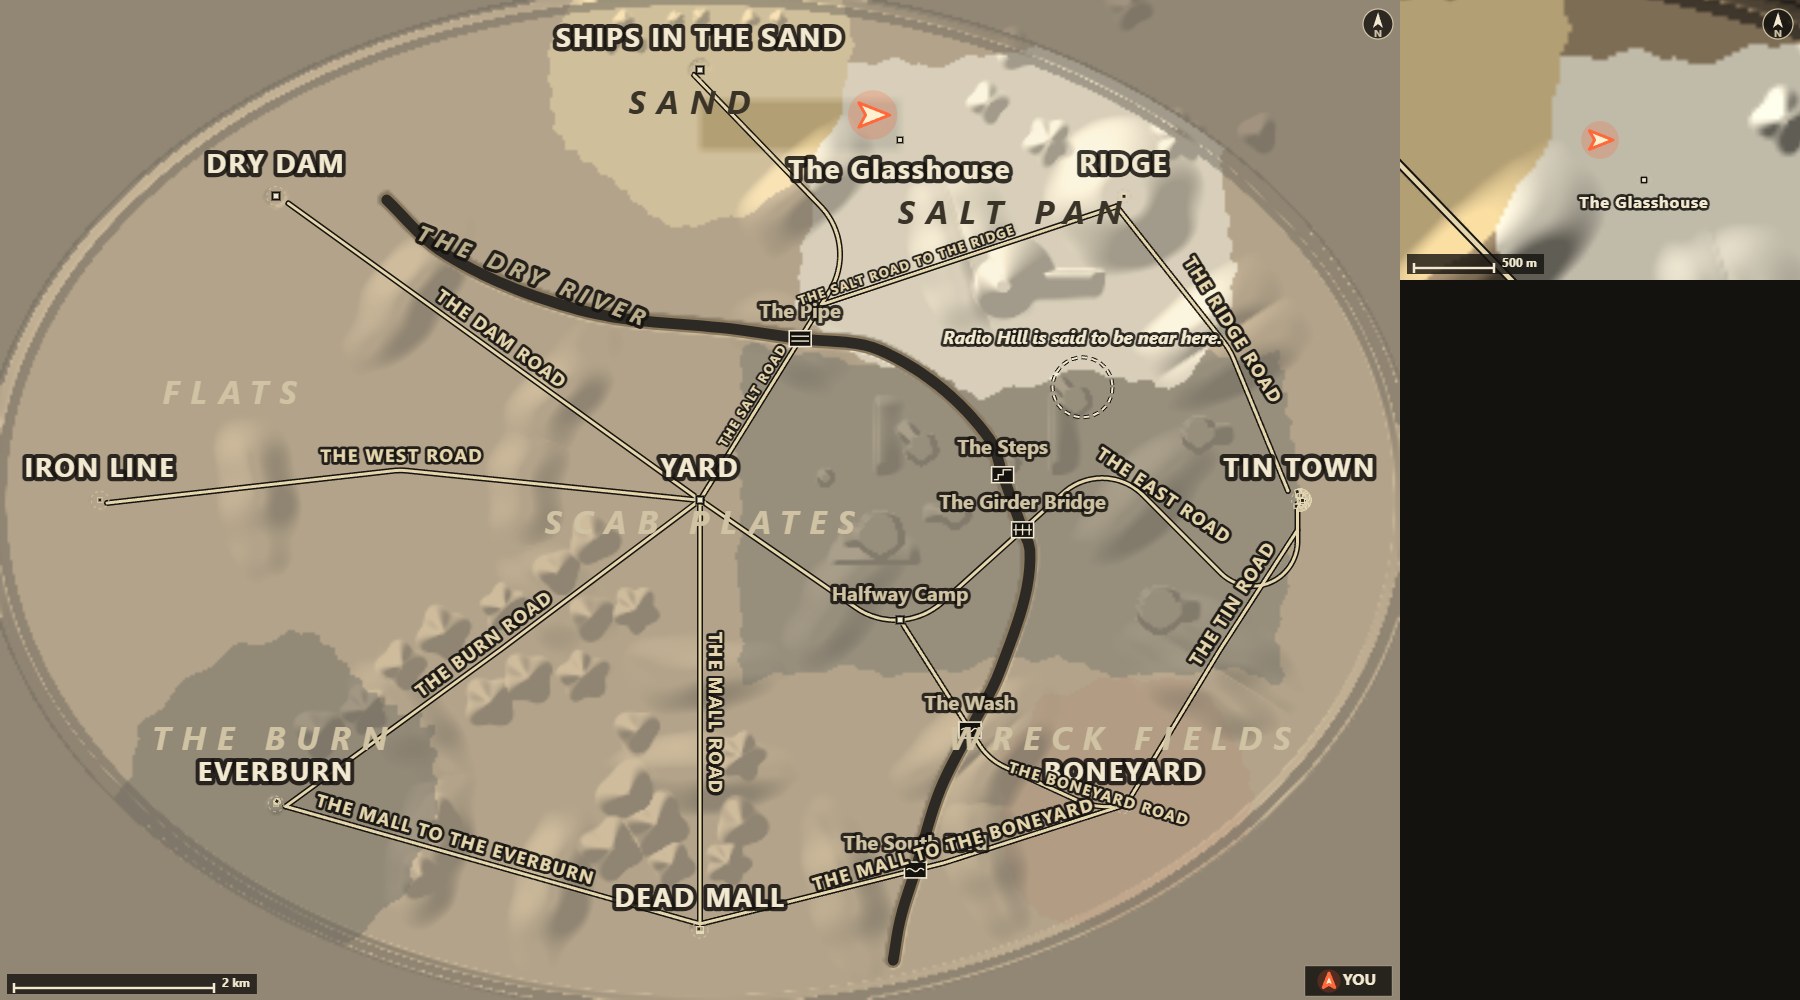 SHIPS IN THE SAND
SAND
N
N
DRY DAM
The Glasshouse
RIDGE
SALT PAN
The Glasshouse
500 m
THE DRY RIVER
THE SALT ROAD TO THE RIDGE
THE RIDGE ROAD
The Pipe
THE DAM ROAD
Radio Hill is said to be near here.
FLATS
THE SALT ROAD
THE WEST ROAD
IRON LINE
YARD
The Steps
THE EAST ROAD
TIN TOWN
The Girder Bridge
SCAB PLATES
Halfway Camp
THE TIN ROAD
THE BURN ROAD
THE MALL ROAD
The Wash
THE BURN
WRECK FIELDS
EVERBURN
BONEYARD
THE BONEYARD ROAD
THE MALL TO THE EVERBURN
The South
THE MALL TO THE BONEYARD
DEAD MALL
2 km
YOU